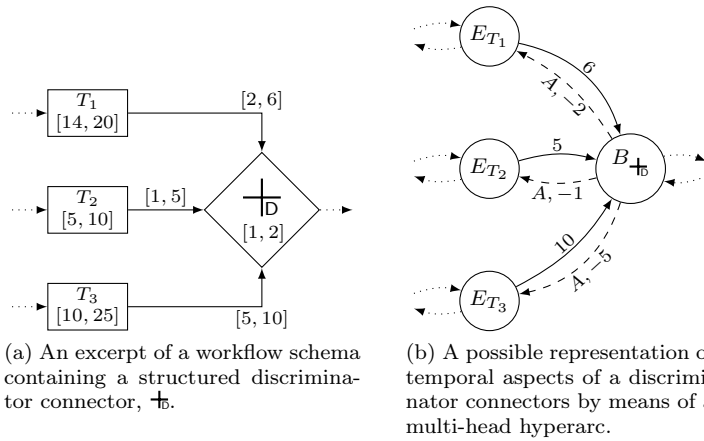 T1
[14, 20]
[2, 6]
T2
[5, 10]
[1, 5]
D
[1, 2]
T3
[10, 25]
[5, 10]
(a) An excerpt of a workflow schema
containing a structured discrimina-
tor connector, +D.
ET1
6
A, −2
ET2
5
A, −1
B+D
10
A, −5
ET3
(b) A possible representation o
temporal aspects of a discrimi
nator connectors by means of
multi-head hyperarc.